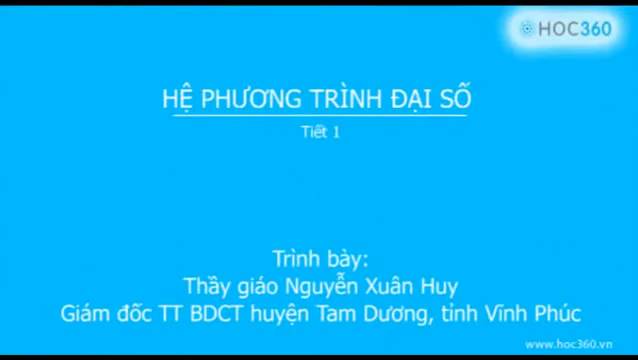 HOC360
HỆ PHƯƠNG TRÌNH ĐẠI SỐ
Tiết 1
Trình bày:
Thầy giáo Nguyễn Xuân Huy
Giám đốc TT BDCT huyện Tam Dương, tỉnh Vĩnh Phúc
www.hoc360.vn